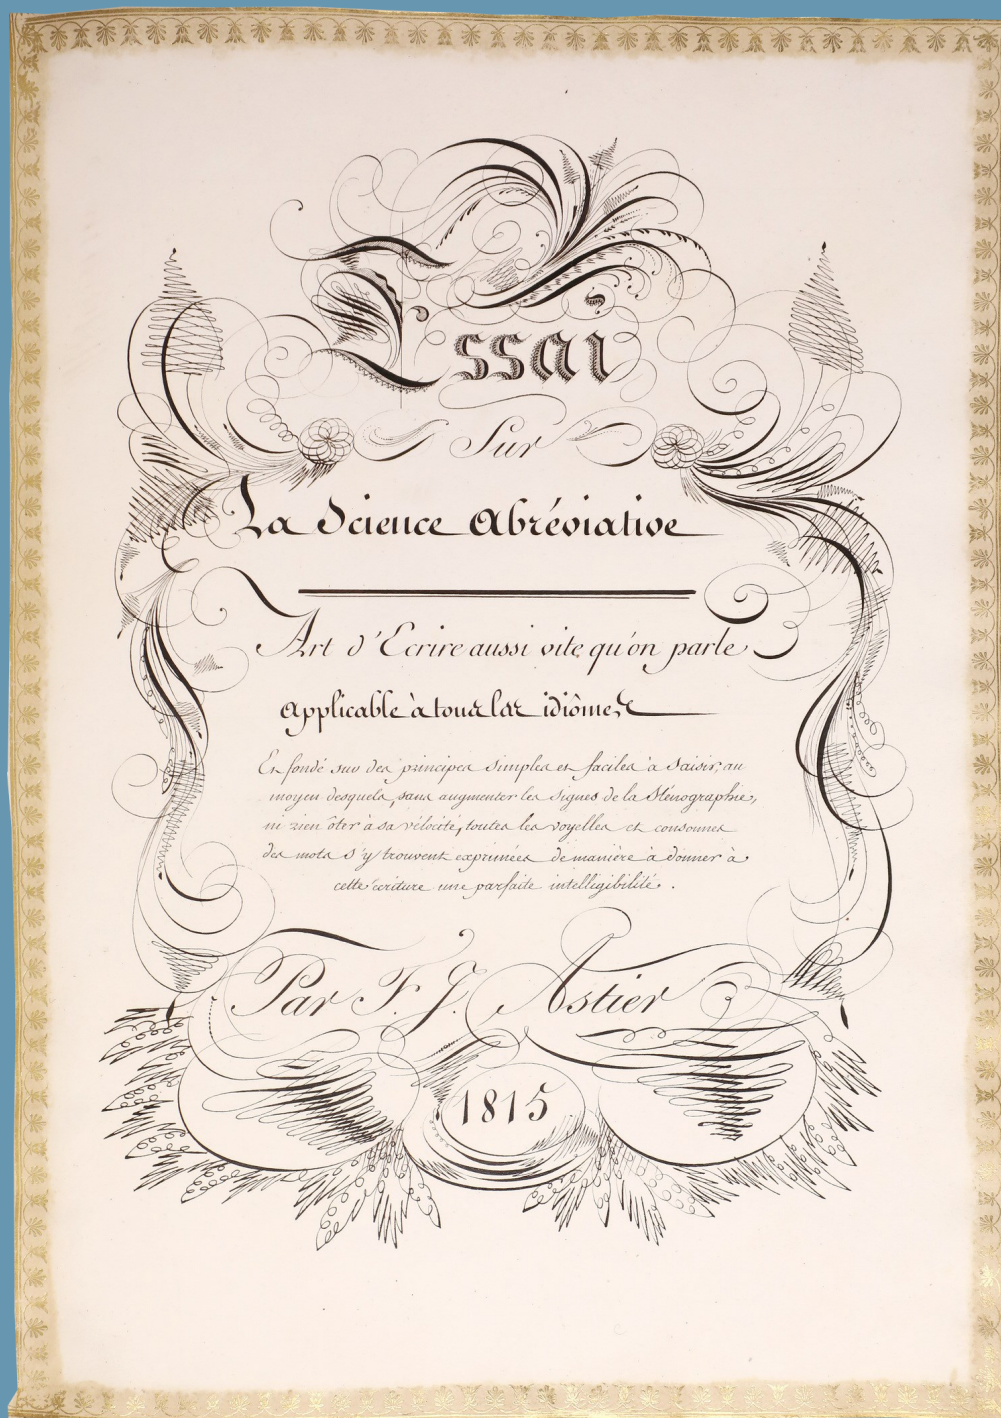 Essai
Sur
La Science Abréviative
Art d'Ecrire aussi vite qu'on parle
applicable à tous les idiômes
Et fondé sur des principes simples et faciles à saisir, au
moyen desquels, sans augmenter les signes de la Sténographie,
ni rien ôter à sa vélocité, toutes les voyelles et consonnes
des mots s'y trouvent exprimées de manière à donner à
cette écriture une parfaite intelligibilité.
Par F. J. Astier
1815